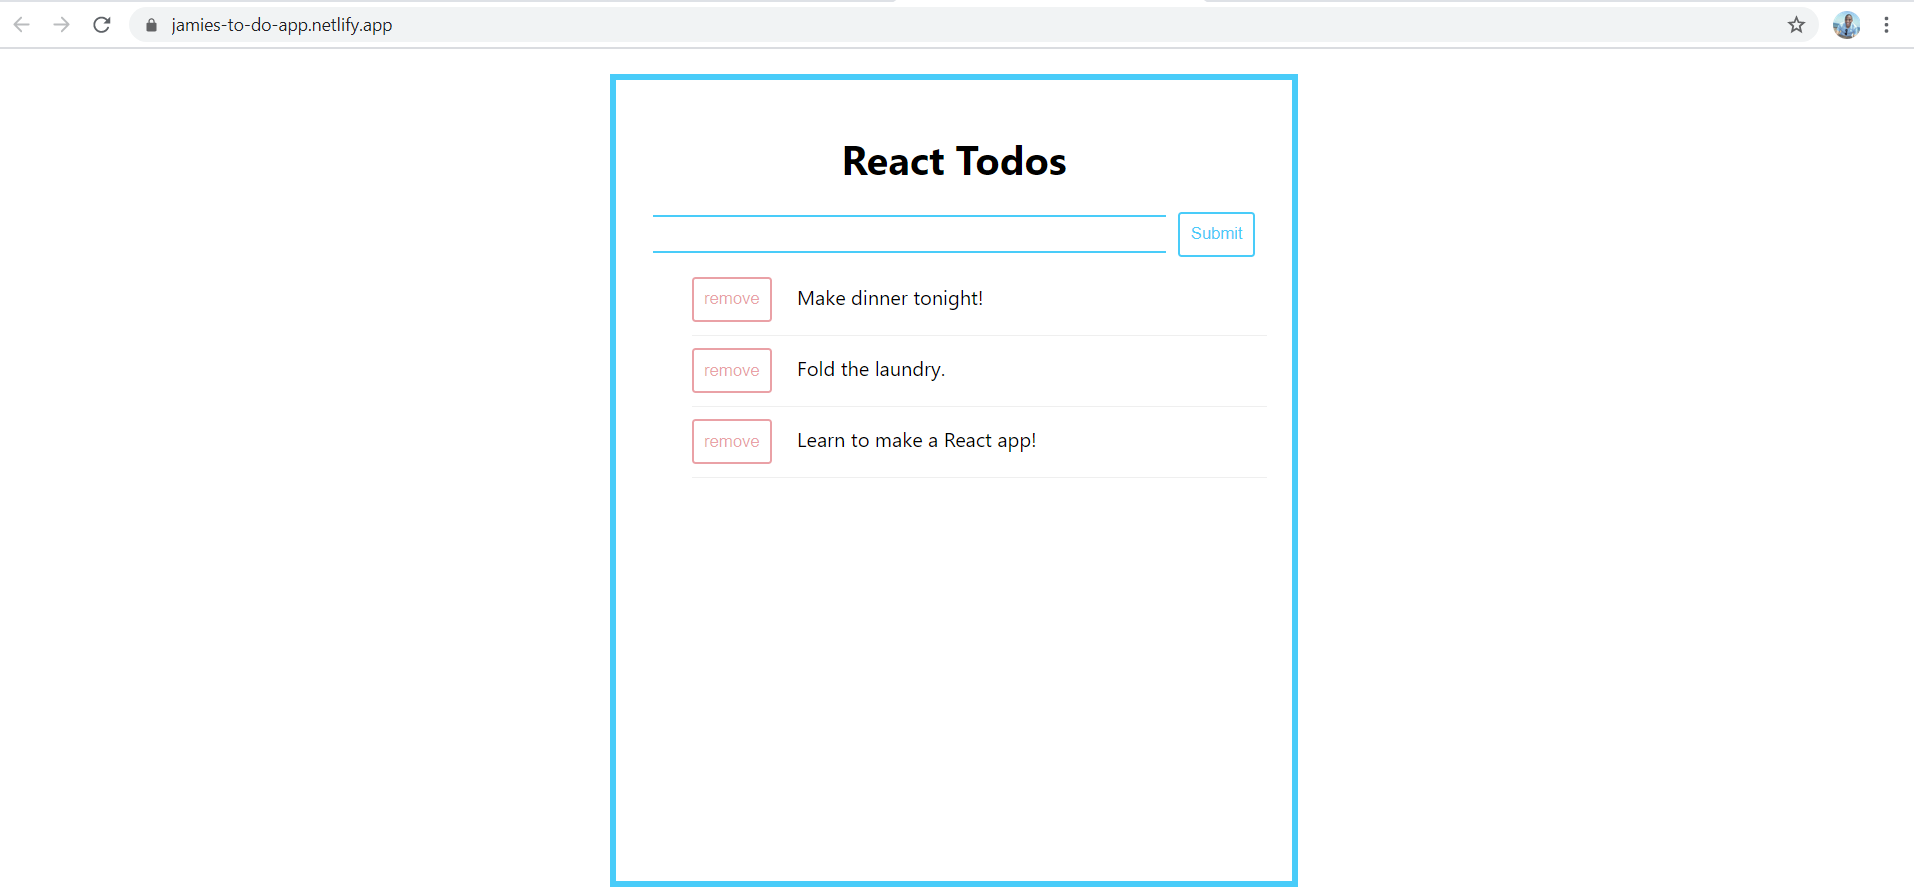 jamies-to-do-app.netlify.app
React Todos
Submit
remove Make dinner tonight!
remove Fold the laundry.
remove Learn to make a React app!